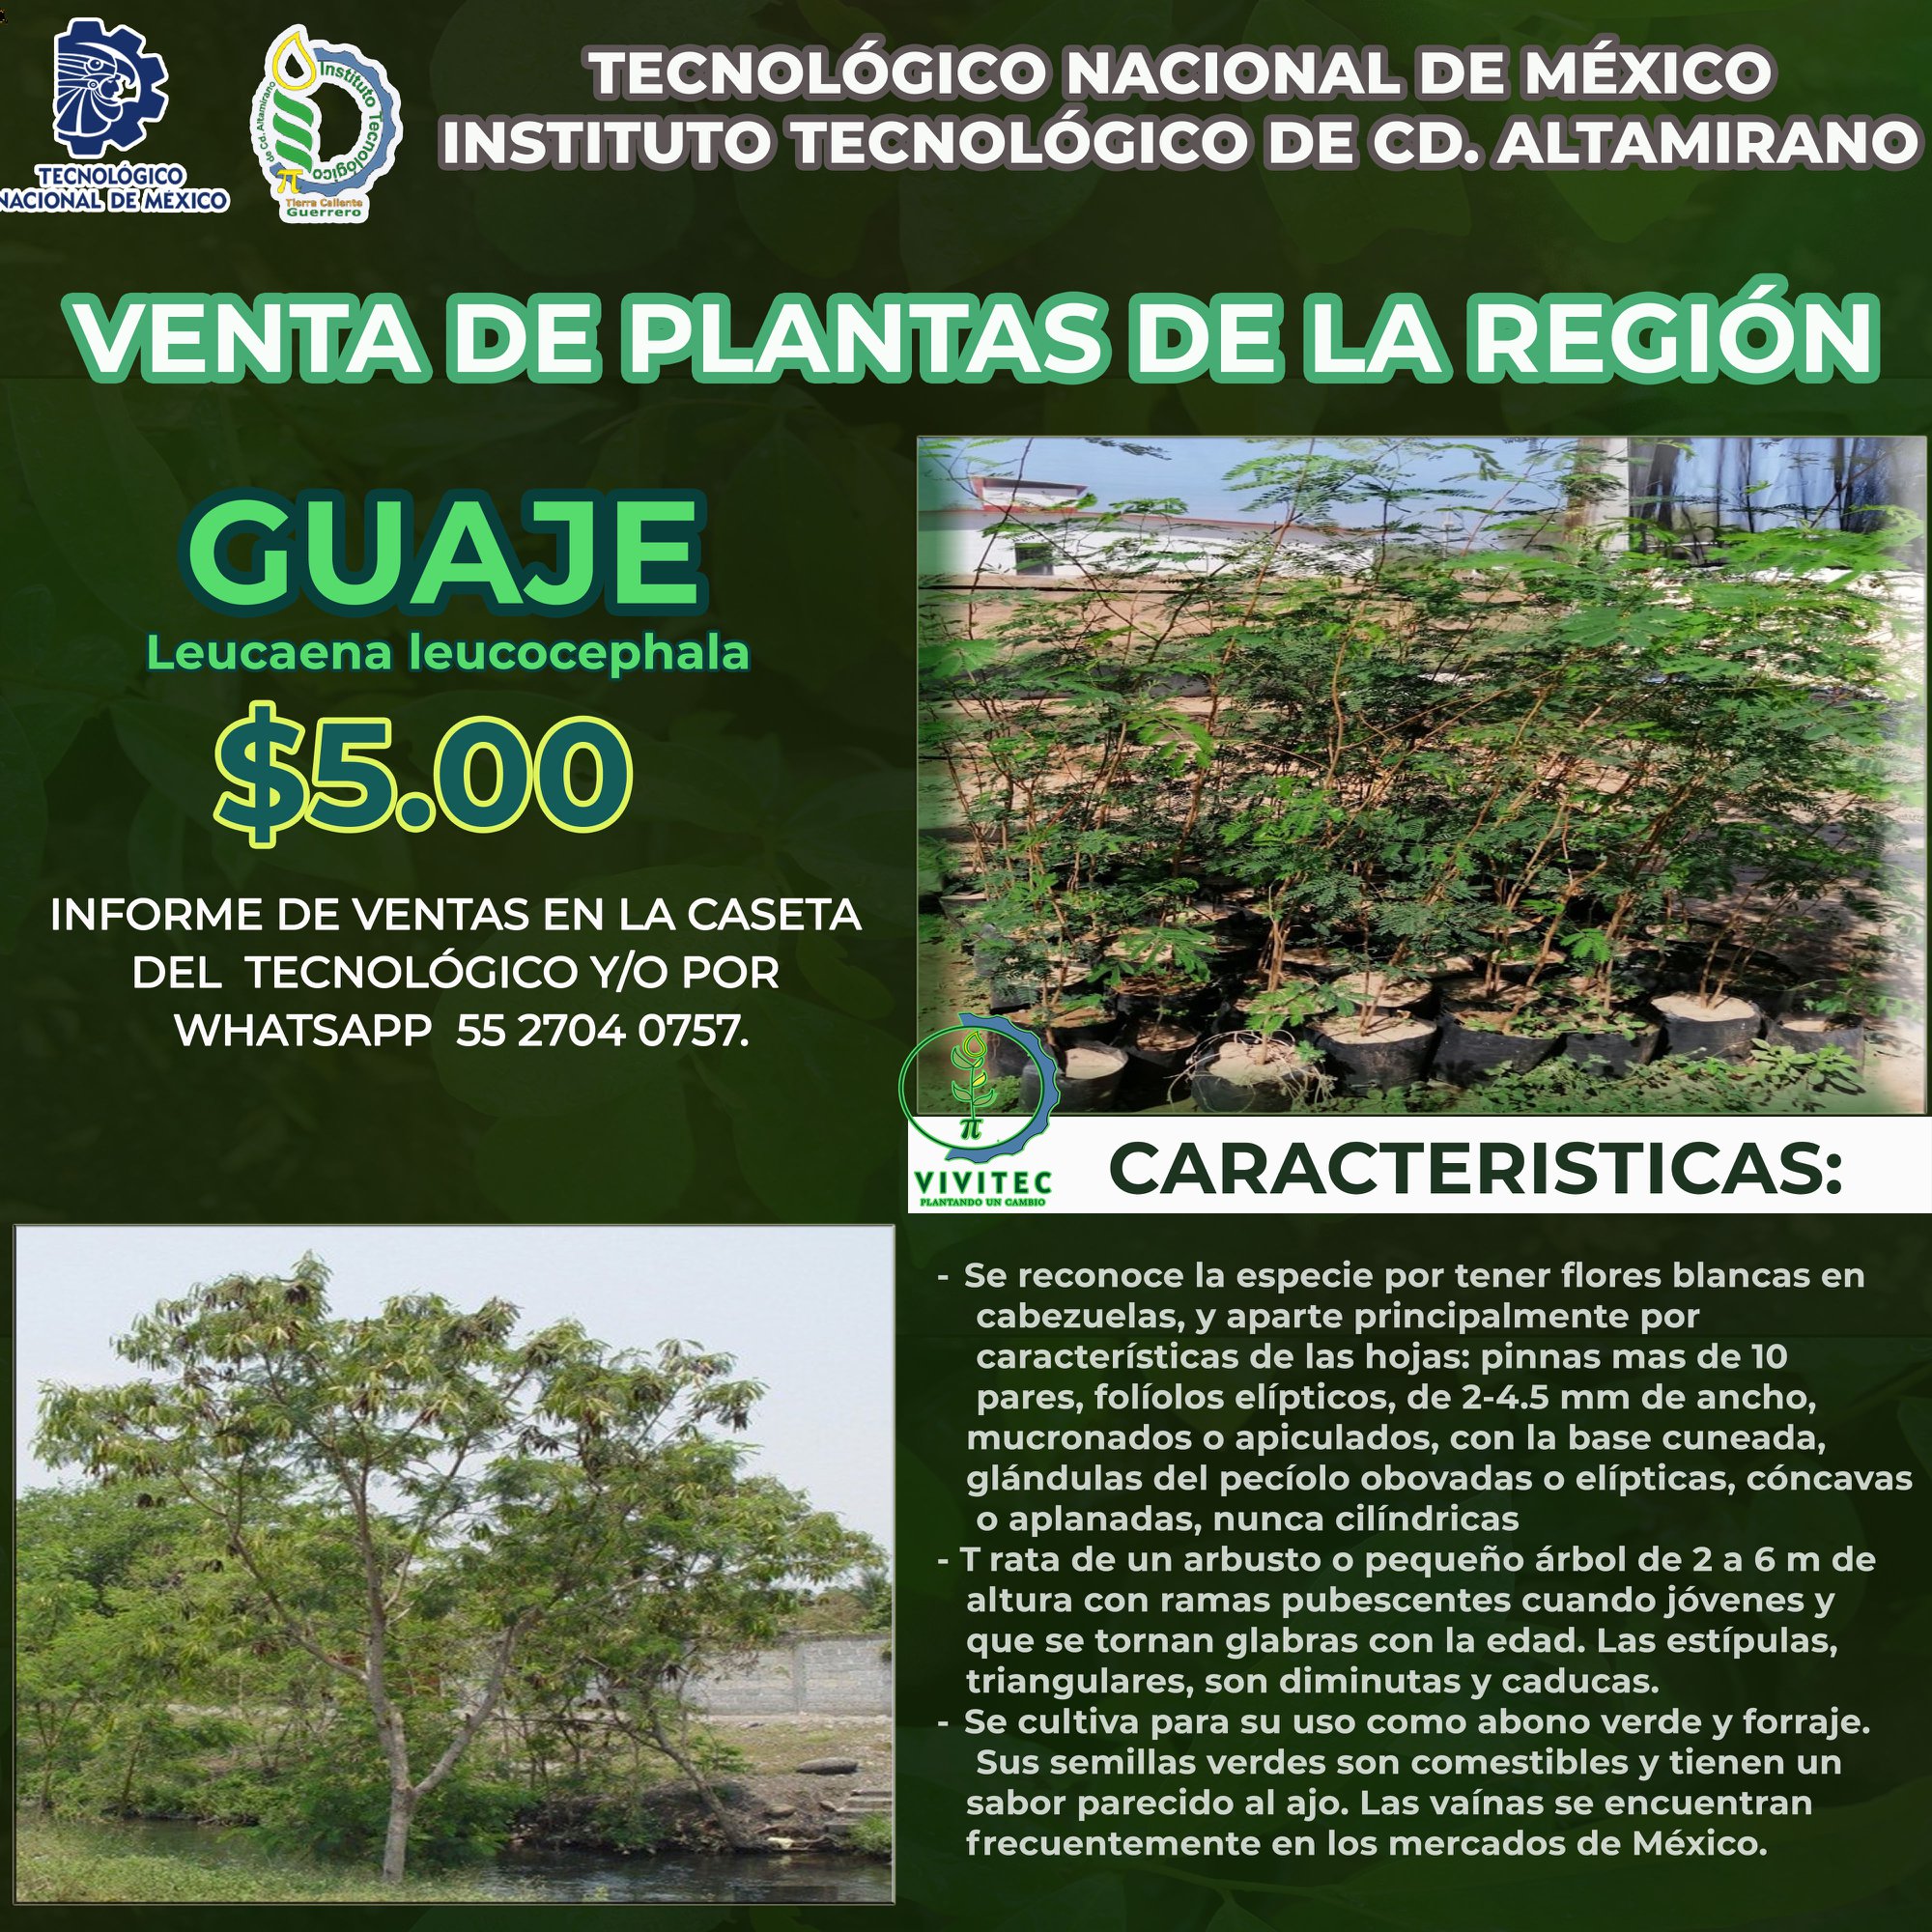 TECNOLÓGICO
NACIONAL DE MÉXICO
Instituto Tecnológico
de Cd. Altamirano
Tierra Caliente
Guerrero
TECNOLÓGICO NACIONAL DE MÉXICO
INSTITUTO TECNOLÓGICO DE CD. ALTAMIRANO
VENTA DE PLANTAS DE LA REGIÓN
GUAJE
Leucaena leucocephala
$5.00
INFORME DE VENTAS EN LA CASETA
DEL TECNOLÓGICO Y/O POR
WHATSAPP 55 2704 0757.
π
VIVITEC
PLANTANDO UN CAMBIO
CARACTERISTICAS:
- Se reconoce la especie por tener flores blancas en
cabezuelas, y aparte principalmente por
características de las hojas: pinnas mas de 10
pares, folíolos elípticos, de 2-4.5 mm de ancho,
mucronados o apiculados, con la base cuneada,
glándulas del pecíolo obovadas o elípticas, cóncavas
o aplanadas, nunca cilíndricas
- T rata de un arbusto o pequeño árbol de 2 a 6 m de
altura con ramas pubescentes cuando jóvenes y
que se tornan glabras con la edad. Las estípulas,
triangulares, son diminutas y caducas.
- Se cultiva para su uso como abono verde y forraje.
Sus semillas verdes son comestibles y tienen un
sabor parecido al ajo. Las vaínas se encuentran
frecuentemente en los mercados de México.